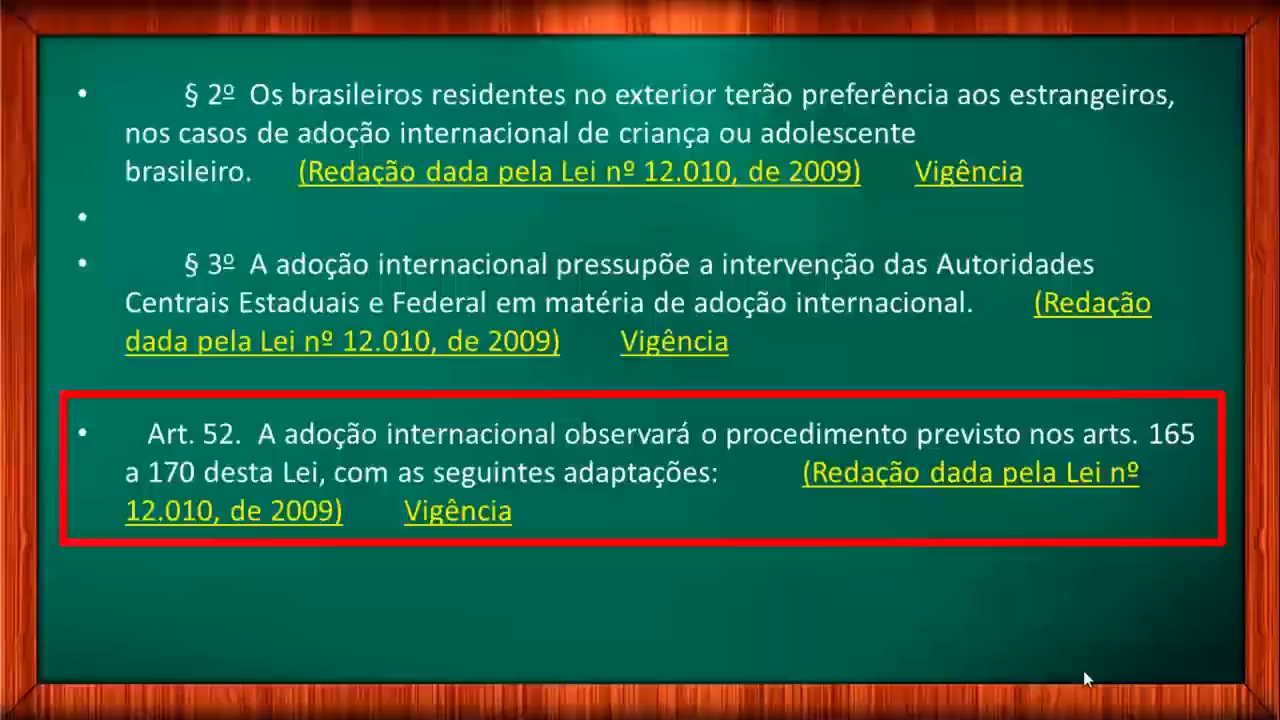 • § 2º Os brasileiros residentes no exterior terão preferência aos estrangeiros,
nos casos de adoção internacional de criança ou adolescente
brasileiro. (Redação dada pela Lei nº 12.010, de 2009) Vigência
•
• § 3º A adoção internacional pressupõe a intervenção das Autoridades
Centrais Estaduais e Federal em matéria de adoção internacional. (Redação
dada pela Lei nº 12.010, de 2009) Vigência
• Art. 52. A adoção internacional observará o procedimento previsto nos arts. 165
a 170 desta Lei, com as seguintes adaptações: (Redação dada pela Lei nº
12.010, de 2009) Vigência